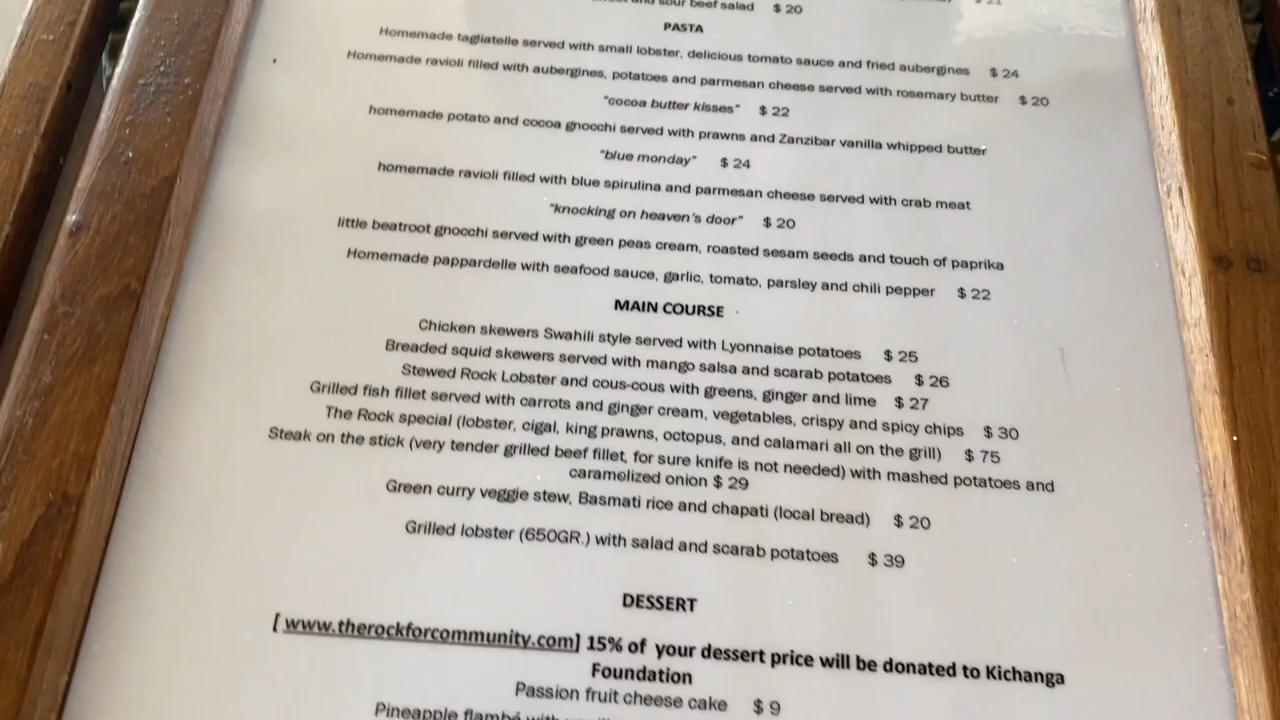 sour beef salad $ 20
PASTA
Homemade tagliatelle served with small lobster, delicious tomato sauce and fried aubergines $ 24
Homemade ravioli filled with aubergines, potatoes and parmesan cheese served with rosemary butter $ 20
"cocoa butter kisses" $ 22
homemade potato and cocoa gnocchi served with prawns and Zanzibar vanilla whipped butter
"blue monday" $ 24
homemade ravioli filled with blue spirulina and parmesan cheese served with crab meat
"knocking on heaven's door" $ 20
little beatroot gnocchi served with green peas cream, roasted sesam seeds and touch of paprika
Homemade pappardelle with seafood sauce, garlic, tomato, parsley and chili pepper $ 22
MAIN COURSE
Chicken skewers Swahili style served with Lyonnaise potatoes $ 25
Breaded squid skewers served with mango salsa and scarab potatoes $ 26
Stewed Rock Lobster and cous-cous with greens, ginger and lime $ 27
Grilled fish fillet served with carrots and ginger cream, vegetables, crispy and spicy chips $ 30
The Rock special (lobster, cigal, king prawns, octopus, and calamari all on the grill) $ 75
Steak on the stick (very tender grilled beef fillet, for sure knife is not needed) with mashed potatoes and
caramolized onion $ 29
Green curry veggie stew, Basmati rice and chapati (local bread) $ 20
Grilled lobster (650GR.) with salad and scarab potatoes $ 39
DESSERT
[ www.therockforcommunity.com] 15% of your dessert price will be donated to Kichanga
Foundation
Passion fruit cheese cake $ 9
Pineapple flambé with